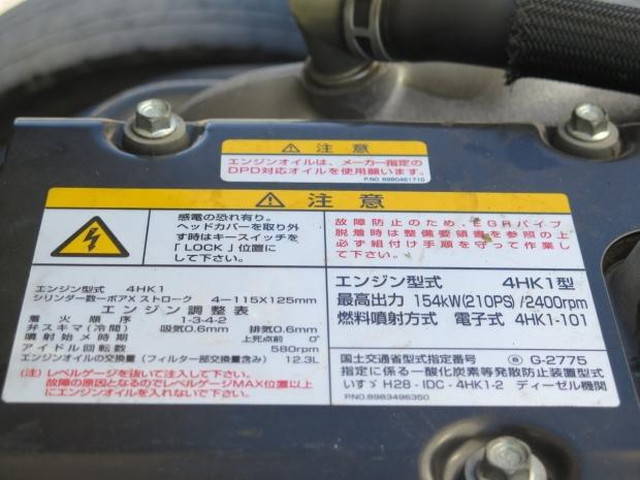 ⚠ 注意
エンジンオイルは、メーカー指定の
DPD対応オイルを使用願います。
P.NO. 8980461710
⚠ 注意
感電の恐れ有り。
ヘッドカバーを取り外
す時はキースイッチを
「LOCK」位置に
して下さい。
故障防止のため、EGRパイプ
脱着時は整備要領書を参照の上
必ず組付け手順を守って作業し
て下さい。
エンジン型式 4HK1
シリンダー数ーボアXストローク 4ー115X125mm
エンジン調整表
着火順序 1-3-4-2
弁スキマ(冷間) 吸気0.6mm 排気0.6mm
噴射始メ時期 上死点前 0°
アイドル回転数 580rpm
エンジンオイルの交換量(フィルター部交換量含み) 12.3L
(注)レベルゲージを抜いて注入して下さい。
故障の原因となるのでレベルゲージMAX位置以上
にエンジンオイルを入れないで下さい。
エンジン型式 4HK1型
最高出力 154kW(210PS)/2400rpm
燃料噴射方式 電子式 4HK1-101
国土交通省型式指定番号 G-2775
指定に係る一酸化炭素等発散防止装置型式
いすゞ H28・IDC・4HK1-2 ディーゼル機関
P.NO.8983496350